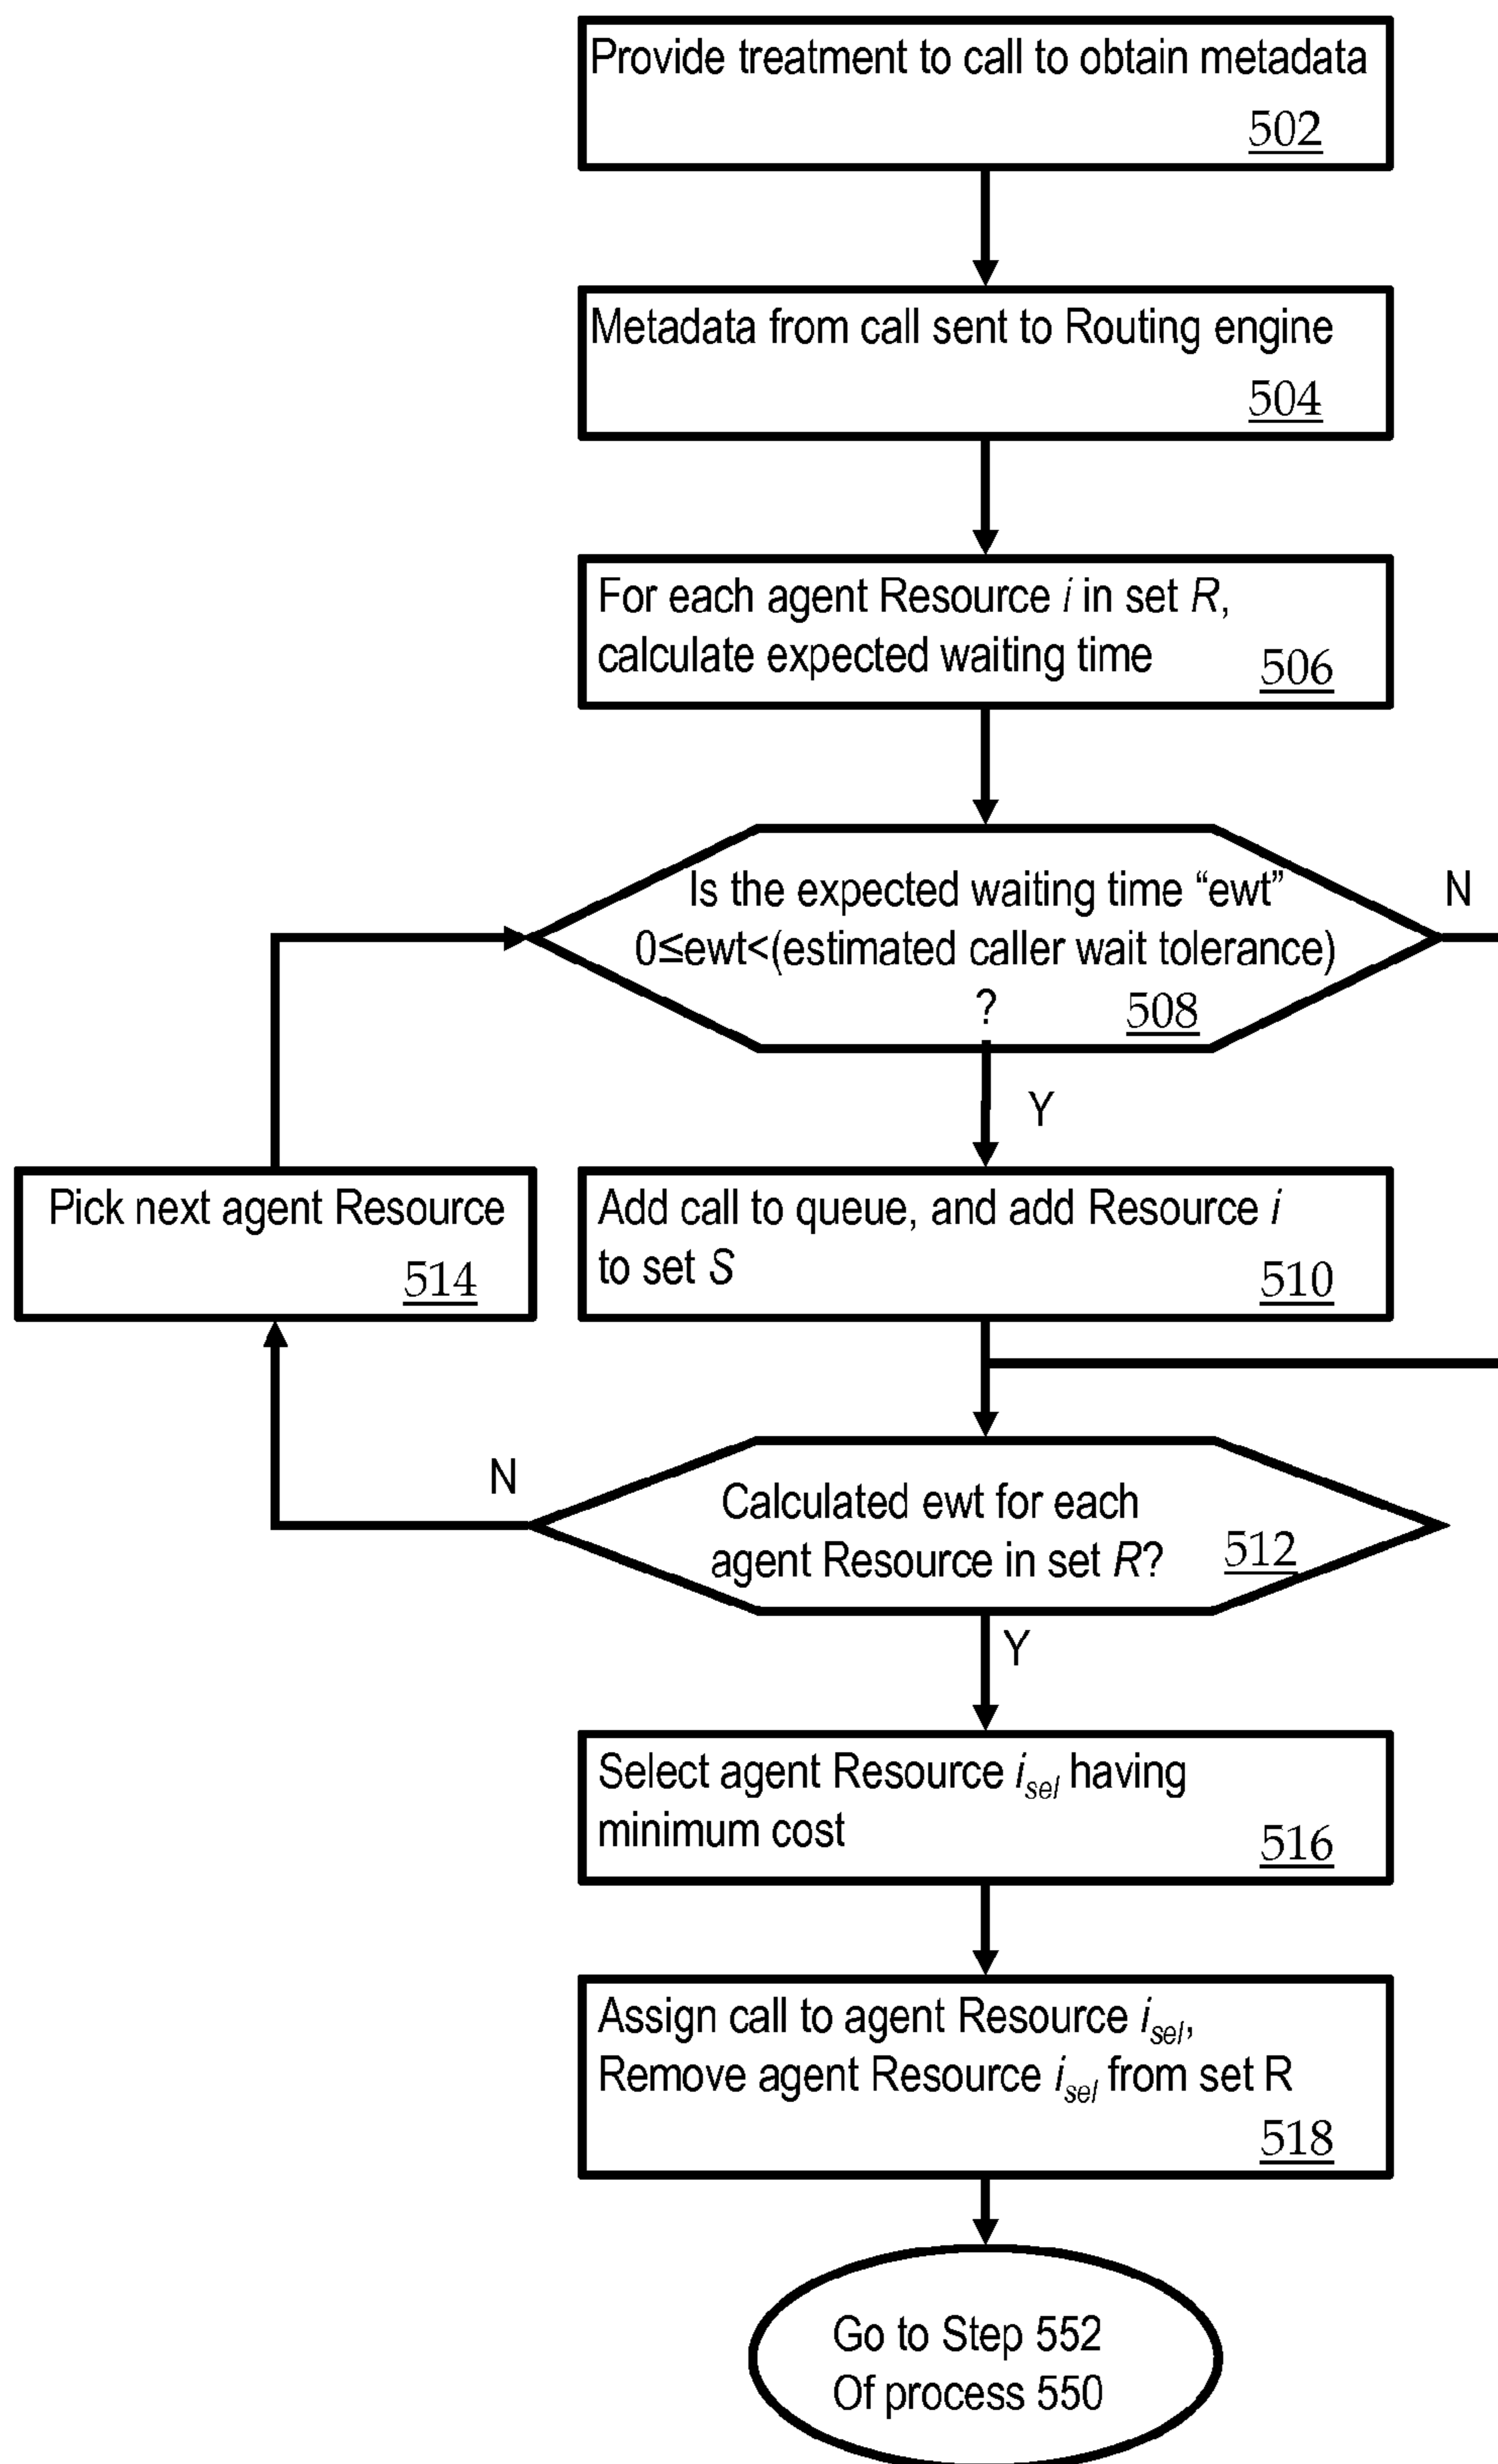 Provide treatment to call to obtain metadata
502
Metadata from call sent to Routing engine
504
For each agent Resource i in set R,
calculate expected waiting time
506
Is the expected waiting time “ewt”
0≤ewt<(estimated caller wait tolerance)
?
508
N
Y
Pick next agent Resource
514
Add call to queue, and add Resource i
to set S
510
N
Calculated ewt for each
agent Resource in set R?
512
Y
Select agent Resource i_sel having
minimum cost
516
Assign call to agent Resource i_sel,
Remove agent Resource i_sel from set R
518
Go to Step 552
Of process 550